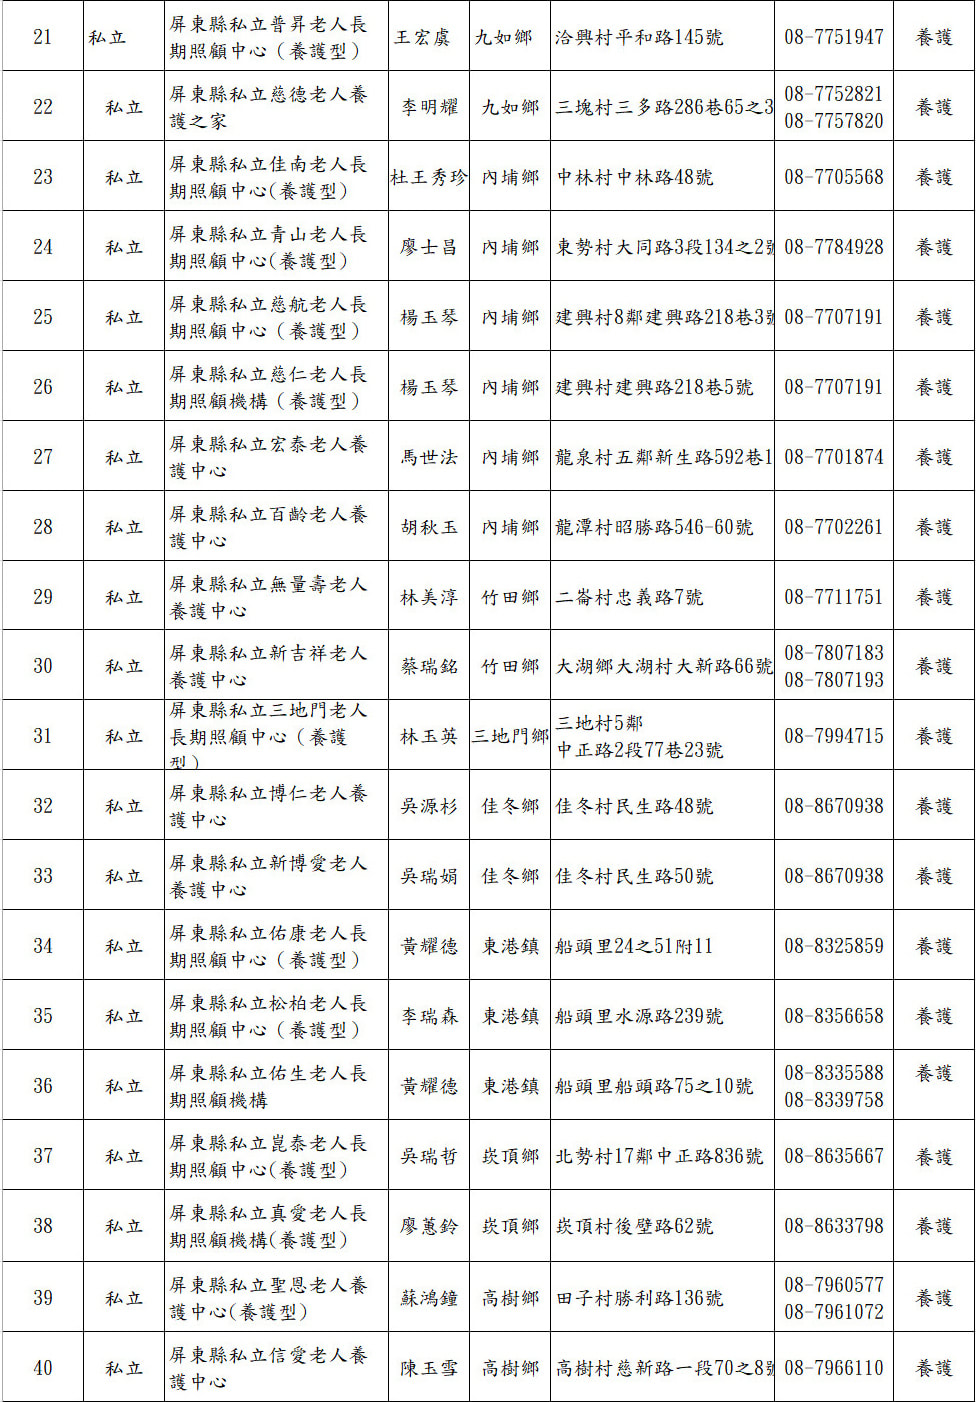 21 私立 屏東縣私立普昇老人長期照顧中心（養護型） 王宏虞 九如鄉 洽興村平和路145號 08-7751947 養護
22 私立 屏東縣私立慈德老人養護之家 李明耀 九如鄉 三塊村三多路286巷65之3 08-7752821 08-7757820 養護
23 私立 屏東縣私立佳南老人長期照顧中心(養護型) 杜王秀珍 內埔鄉 中林村中林路48號 08-7705568 養護
24 私立 屏東縣私立青山老人長期照顧中心(養護型) 廖士昌 內埔鄉 東勢村大同路3段134之2號 08-7784928 養護
25 私立 屏東縣私立慈航老人長期照顧中心（養護型） 楊玉琴 內埔鄉 建興村8鄰建興路218巷3號 08-7707191 養護
26 私立 屏東縣私立慈仁老人長期照顧機構（養護型） 楊玉琴 內埔鄉 建興村建興路218巷5號 08-7707191 養護
27 私立 屏東縣私立宏泰老人養護中心 馬世法 內埔鄉 龍泉村五鄰新生路592巷1 08-7701874 養護
28 私立 屏東縣私立百齡老人養護中心 胡秋玉 內埔鄉 龍潭村昭勝路546-60號 08-7702261 養護
29 私立 屏東縣私立無量壽老人養護中心 林美淳 竹田鄉 二崙村忠義路7號 08-7711751 養護
30 私立 屏東縣私立新吉祥老人養護中心 蔡瑞銘 竹田鄉 大湖鄉大湖村大新路66號 08-7807183 08-7807193 養護
31 私立 屏東縣私立三地門老人長期照顧中心（養護型） 林玉英 三地門鄉 三地村5鄰中正路2段77巷23號 08-7994715 養護
32 私立 屏東縣私立博仁老人養護中心 吳源杉 佳冬鄉 佳冬村民生路48號 08-8670938 養護
33 私立 屏東縣私立新博愛老人養護中心 吳瑞娟 佳冬鄉 佳冬村民生路50號 08-8670938 養護
34 私立 屏東縣私立佑康老人長期照顧中心（養護型） 黃耀德 東港鎮 船頭里24之51附11 08-8325859 養護
35 私立 屏東縣私立松柏老人長期照顧中心（養護型） 李瑞森 東港鎮 船頭里水源路239號 08-8356658 養護
36 私立 屏東縣私立佑生老人長期照顧機構 黃耀德 東港鎮 船頭里船頭路75之10號 08-8335588 08-8339758 養護
37 私立 屏東縣私立崑泰老人長期照顧中心(養護型) 吳瑞哲 崁頂鄉 北勢村17鄰中正路836號 08-8635667 養護
38 私立 屏東縣私立真愛老人長期照顧機構(養護型) 廖蕙鈴 崁頂鄉 崁頂村後壁路62號 08-8633798 養護
39 私立 屏東縣私立聖恩老人養護中心(養護型) 蘇鴻鐘 高樹鄉 田子村勝利路136號 08-7960577 08-7961072 養護
40 私立 屏東縣私立信愛老人養護中心 陳玉雪 高樹鄉 高樹村慈新路一段70之8號 08-7966110 養護